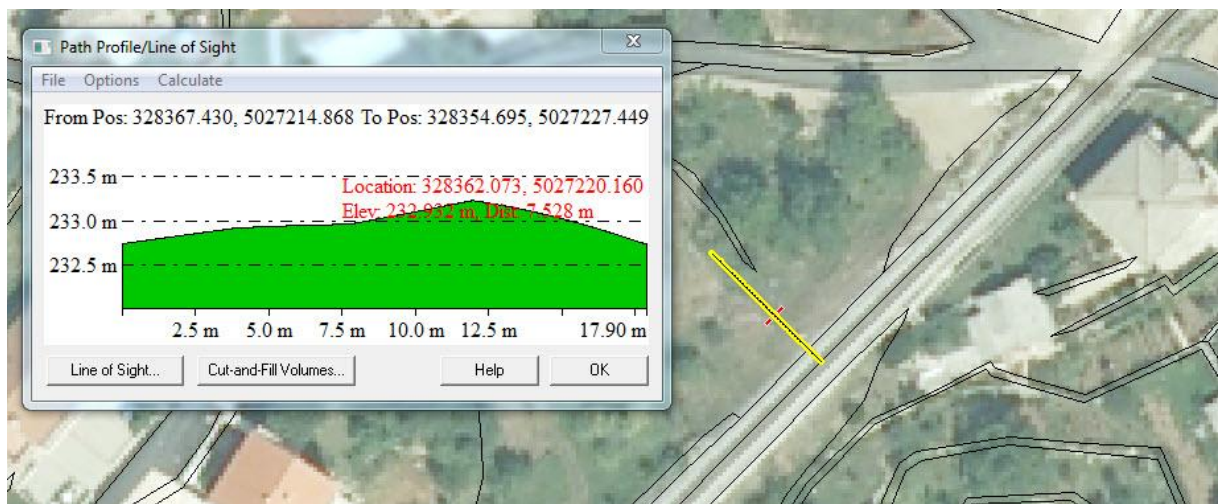 Path Profile/Line of Sight
File Options Calculate
From Pos: 328367.430, 5027214.868 To Pos: 328354.695, 5027227.449
233.5 m
Location: 328362.073, 5027220.160
Elev: 232.932 m, Dist: 7.528 m
233.0 m
232.5 m
2.5 m 5.0 m 7.5 m 10.0 m 12.5 m 17.90 m
Line of Sight... Cut-and-Fill Volumes... Help OK